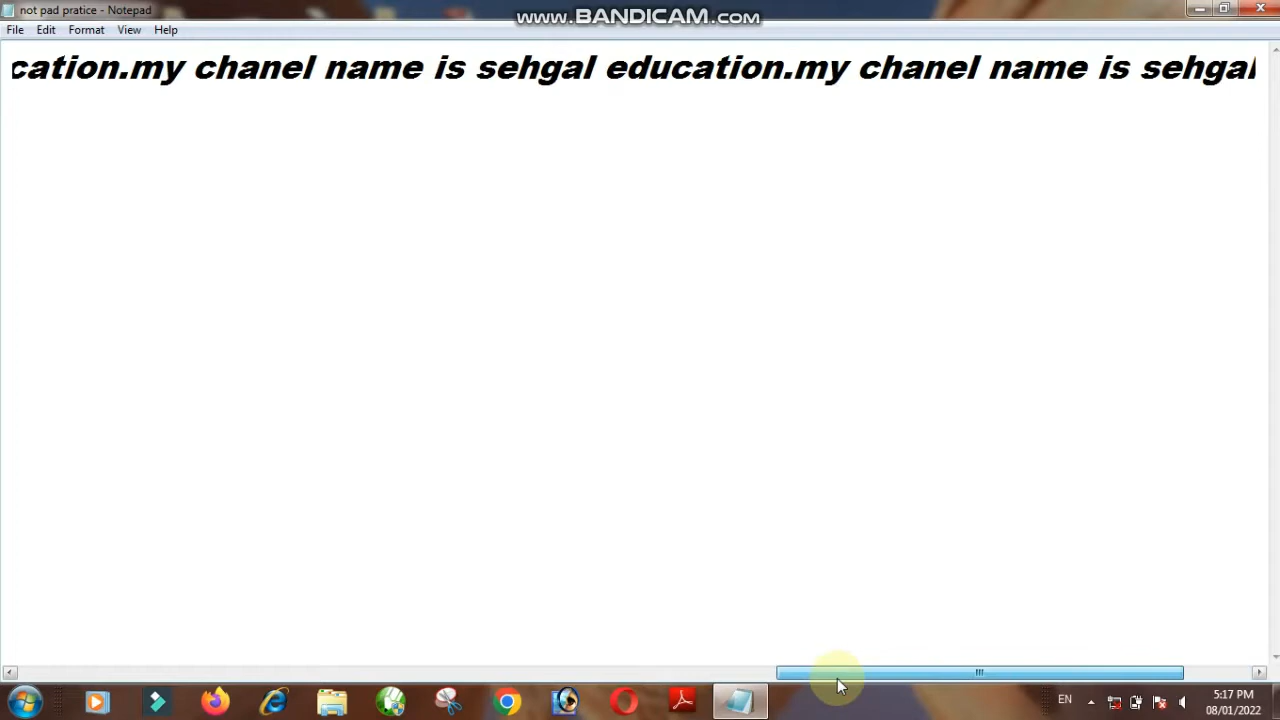 not pad pratice - Notepad
www.BANDICAM.com
File Edit Format View Help
cation.my chanel name is sehgal education.my chanel name is sehgal
EN
5:17 PM
08/01/2022